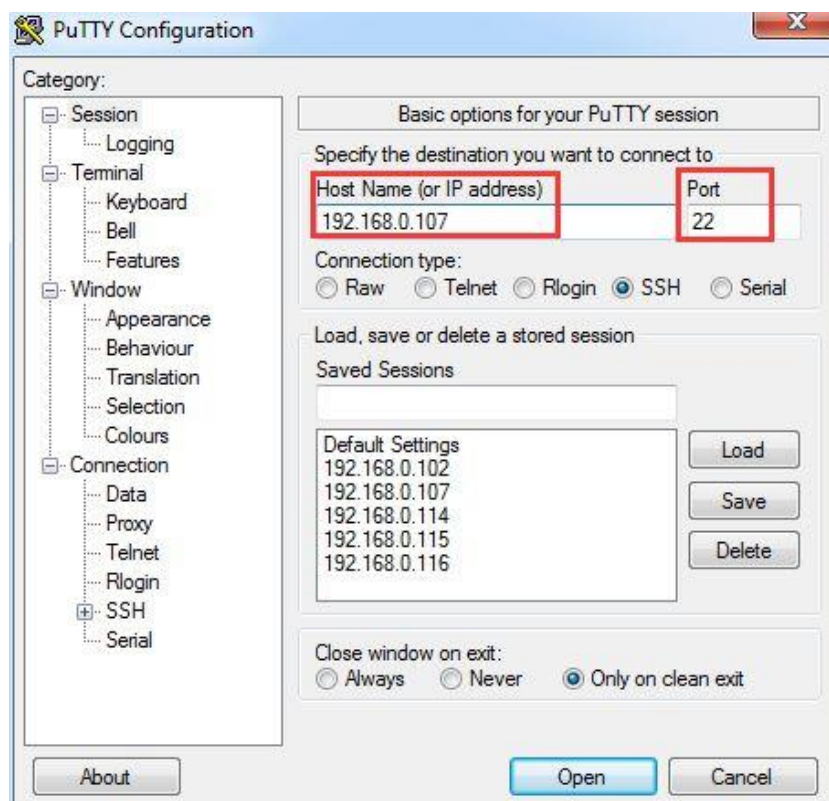 PuTTY Configuration
Category:
Session
Logging
Terminal
Keyboard
Bell
Features
Window
Appearance
Behaviour
Translation
Selection
Colours
Connection
Data
Proxy
Telnet
Rlogin
SSH
Serial
Basic options for your PuTTY session
Specify the destination you want to connect to
Host Name (or IP address) Port
192.168.0.107 22
Connection type:
Raw Telnet Rlogin SSH Serial
Load, save or delete a stored session
Saved Sessions
Default Settings
192.168.0.102
192.168.0.107
192.168.0.114
192.168.0.115
192.168.0.116
Load
Save
Delete
Close window on exit:
Always Never Only on clean exit
About Open Cancel